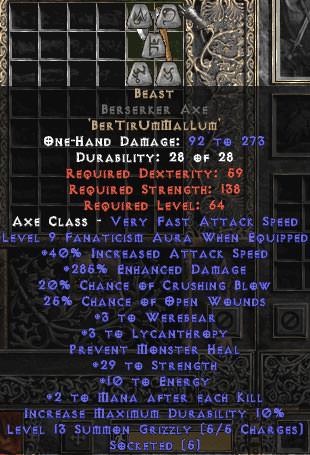 Beast
Berserker Axe
'BerTirUmMalLum'
One-Hand Damage: 92 to 273
Durability: 28 of 28
Required Dexterity: 59
Required Strength: 138
Required Level: 64
Axe Class - Very Fast Attack Speed
Level 9 Fanaticism Aura When Equipped
+40% Increased Attack Speed
+285% Enhanced Damage
20% Chance of Crushing Blow
25% Chance of Open Wounds
+3 to Werebear
+3 to Lycanthropy
Prevent Monster Heal
+29 to Strength
+10 to Energy
+2 to Mana after each Kill
Increase Maximum Durability 10%
Level 13 Summon Grizzly (5/5 Charges)
Socketed (5)